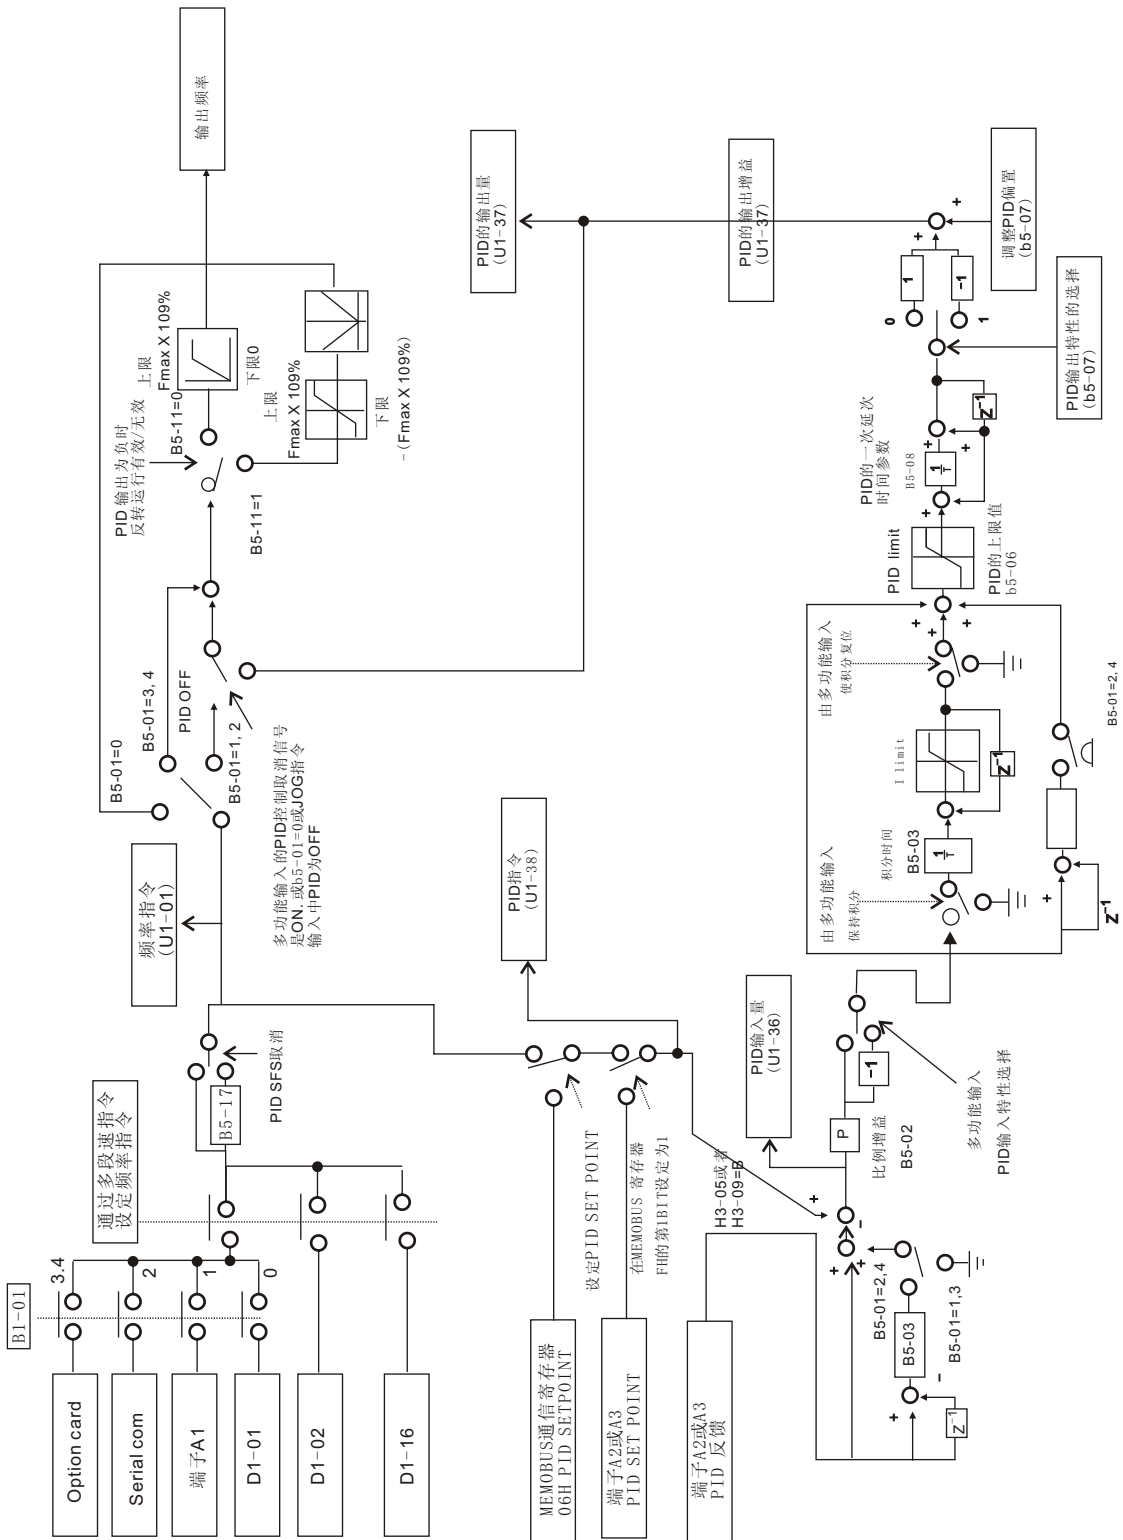 B1-01
3.4
2
1
0
Option card
Serial com
端子A1
D1-01
D1-02
D1-16
通过多段速指令
设定频率指令
B5-17
PID SFS取消
频率指令
(U1-01)
B5-01=0
B5-01=3, 4
PID OFF
B5-01=1, 2
多功能输入的PID控制取消信号
是ON. 或b5-01=0或JOG指令
输入中PID为OFF
PID 输出为负时
反转运行有效/无效
B5-11=0
B5-11=1
上限
Fmax X 109%
下限0
上限
Fmax X 109%
下限
-(Fmax X 109%)
输出频率
MEMOBUS通信寄存器
06H PID SETPOINT
端子A2或A3
PID SET POINT
端子A2或A3
PID 反馈
设定PID SET POINT
在MEMOBUS 寄存器
FH的第1BIT设定为1
H3-05或者
H3-09=B
PID指令
(U1-38)
PID输入量
(U1-36)
PID的输出量
(U1-37)
PID的输出增益
(U1-37)
+
-
+
+
B5-01=2,4
B5-03
B5-01=1,3
-
+
Z-1
P
比例增益
B5-02
-1
多功能输入
PID输入特性选择
由多功能输入
保持积分
积分时间
B5-03
1/T
I limit
Z-1
由多功能输入
使积分复位
+
Z-1
B5-01=2, 4
+
+
+
PID limit
PID的上限值
b5-06
+
PID的一次延次
时间参数
B5-08
1/T
+
+
Z-1
0
1
1
-1
PID输出特性的选择
(b5-07)
+
+
调整PID偏置
(b5-07)